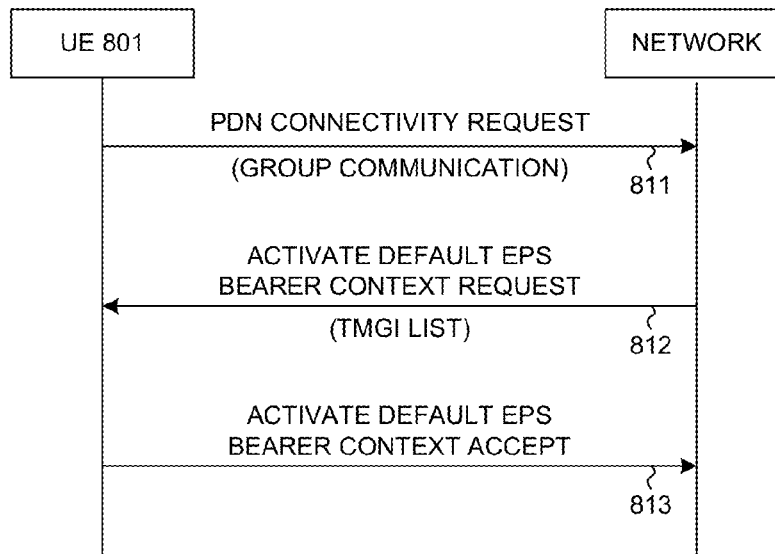 UE 801
NETWORK
PDN CONNECTIVITY REQUEST
(GROUP COMMUNICATION)
811
ACTIVATE DEFAULT EPS
BEARER CONTEXT REQUEST
(TMGI LIST)
812
ACTIVATE DEFAULT EPS
BEARER CONTEXT ACCEPT
813